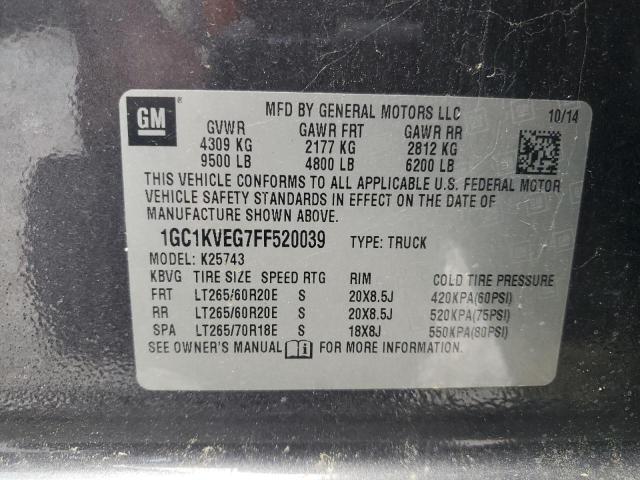 GM ®
MFD BY GENERAL MOTORS LLC 10/14
GVWR GAWR FRT GAWR RR
4309 KG 2177 KG 2812 KG
9500 LB 4800 LB 6200 LB
THIS VEHICLE CONFORMS TO ALL APPLICABLE U.S. FEDERAL MOTOR
VEHICLE SAFETY STANDARDS IN EFFECT ON THE DATE OF
MANUFACTURE SHOWN ABOVE.
1GC1KVEG7FF520039 TYPE: TRUCK
MODEL: K25743
KBVG TIRE SIZE SPEED RTG RIM COLD TIRE PRESSURE
FRT LT265/60R20E S 20X8.5J 420KPA(60PSI)
RR LT265/60R20E S 20X8.5J 520KPA(75PSI)
SPA LT265/70R18E S 18X8J 550KPA(80PSI)
SEE OWNER'S MANUAL FOR MORE INFORMATION.